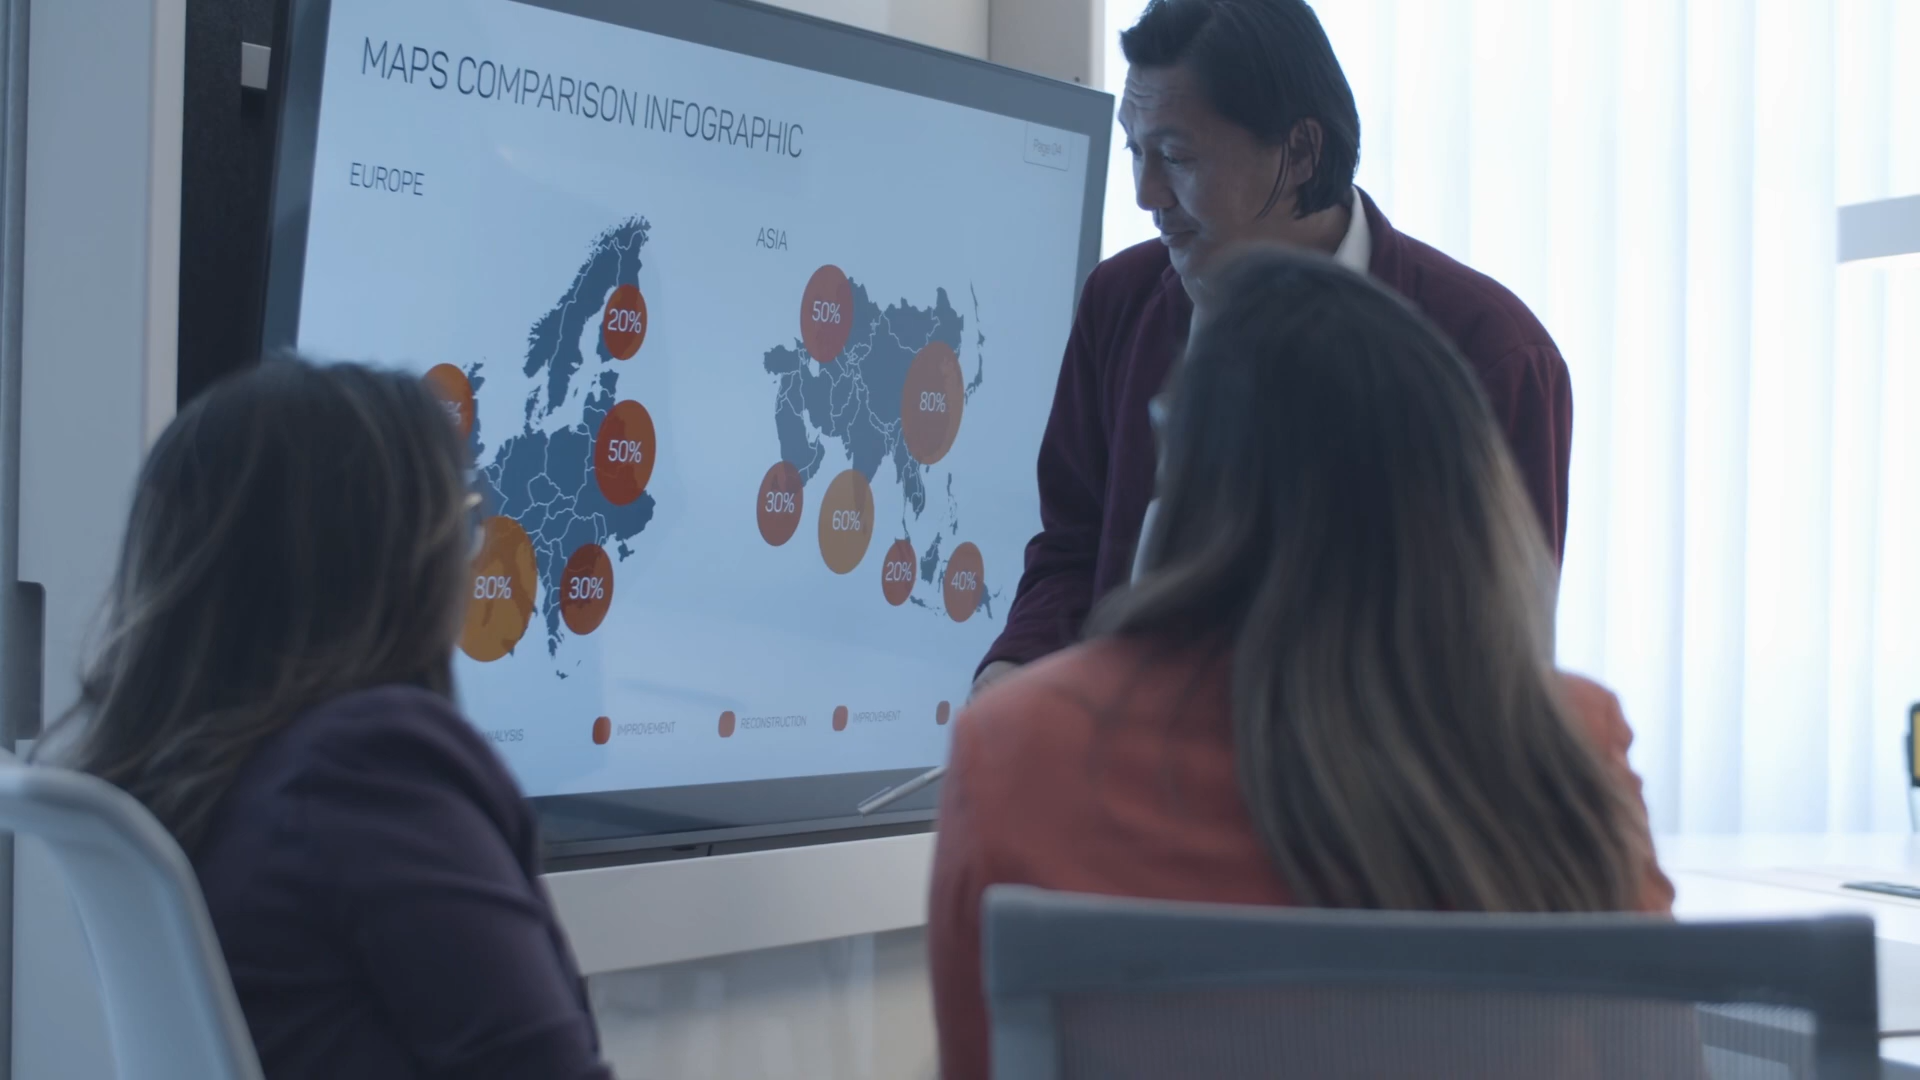 MAPS COMPARISON INFOGRAPHIC
Page 04
EUROPE
ASIA
20%
50%
%
50%
80%
80%
30%
30%
60%
20%
40%
IMPROVEMENT
RECONSTRUCTION
IMPROVEMENT